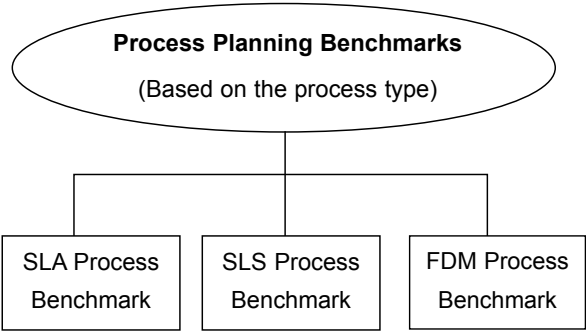 Process Planning Benchmarks
(Based on the process type)
SLA Process
Benchmark
SLS Process
Benchmark
FDM Process
Benchmark